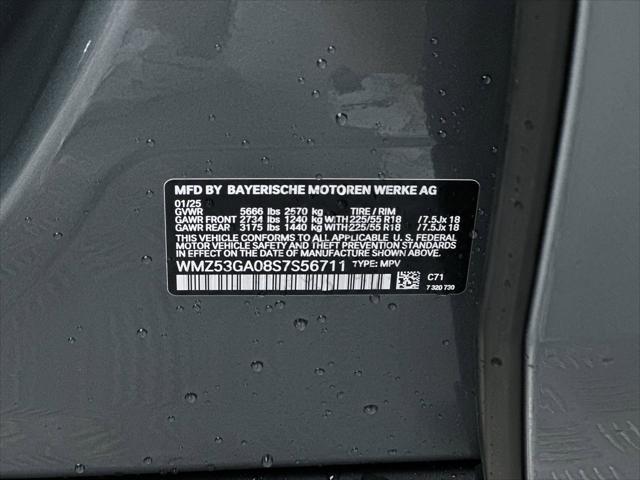 MFD BY BAYERISCHE MOTOREN WERKE AG
01/25
GVWR 5666 lbs 2570 kg TIRE / RIM
GAWR FRONT 2734 lbs 1240 kg WITH 225/55 R18 /7.5Jx 18
GAWR REAR 3175 lbs 1440 kg WITH 225/55 R18 /7.5Jx 18
THIS VEHICLE CONFORMS TO ALL APPLICABLE U.S. FEDERAL
MOTOR VEHICLE SAFETY AND THEFT PREVENTION STANDARDS
IN EFFECT ON THE DATE OF MANUFACTURE SHOWN ABOVE.
WMZ53GA08S7S56711 TYPE: MPV
C71
7 320 730